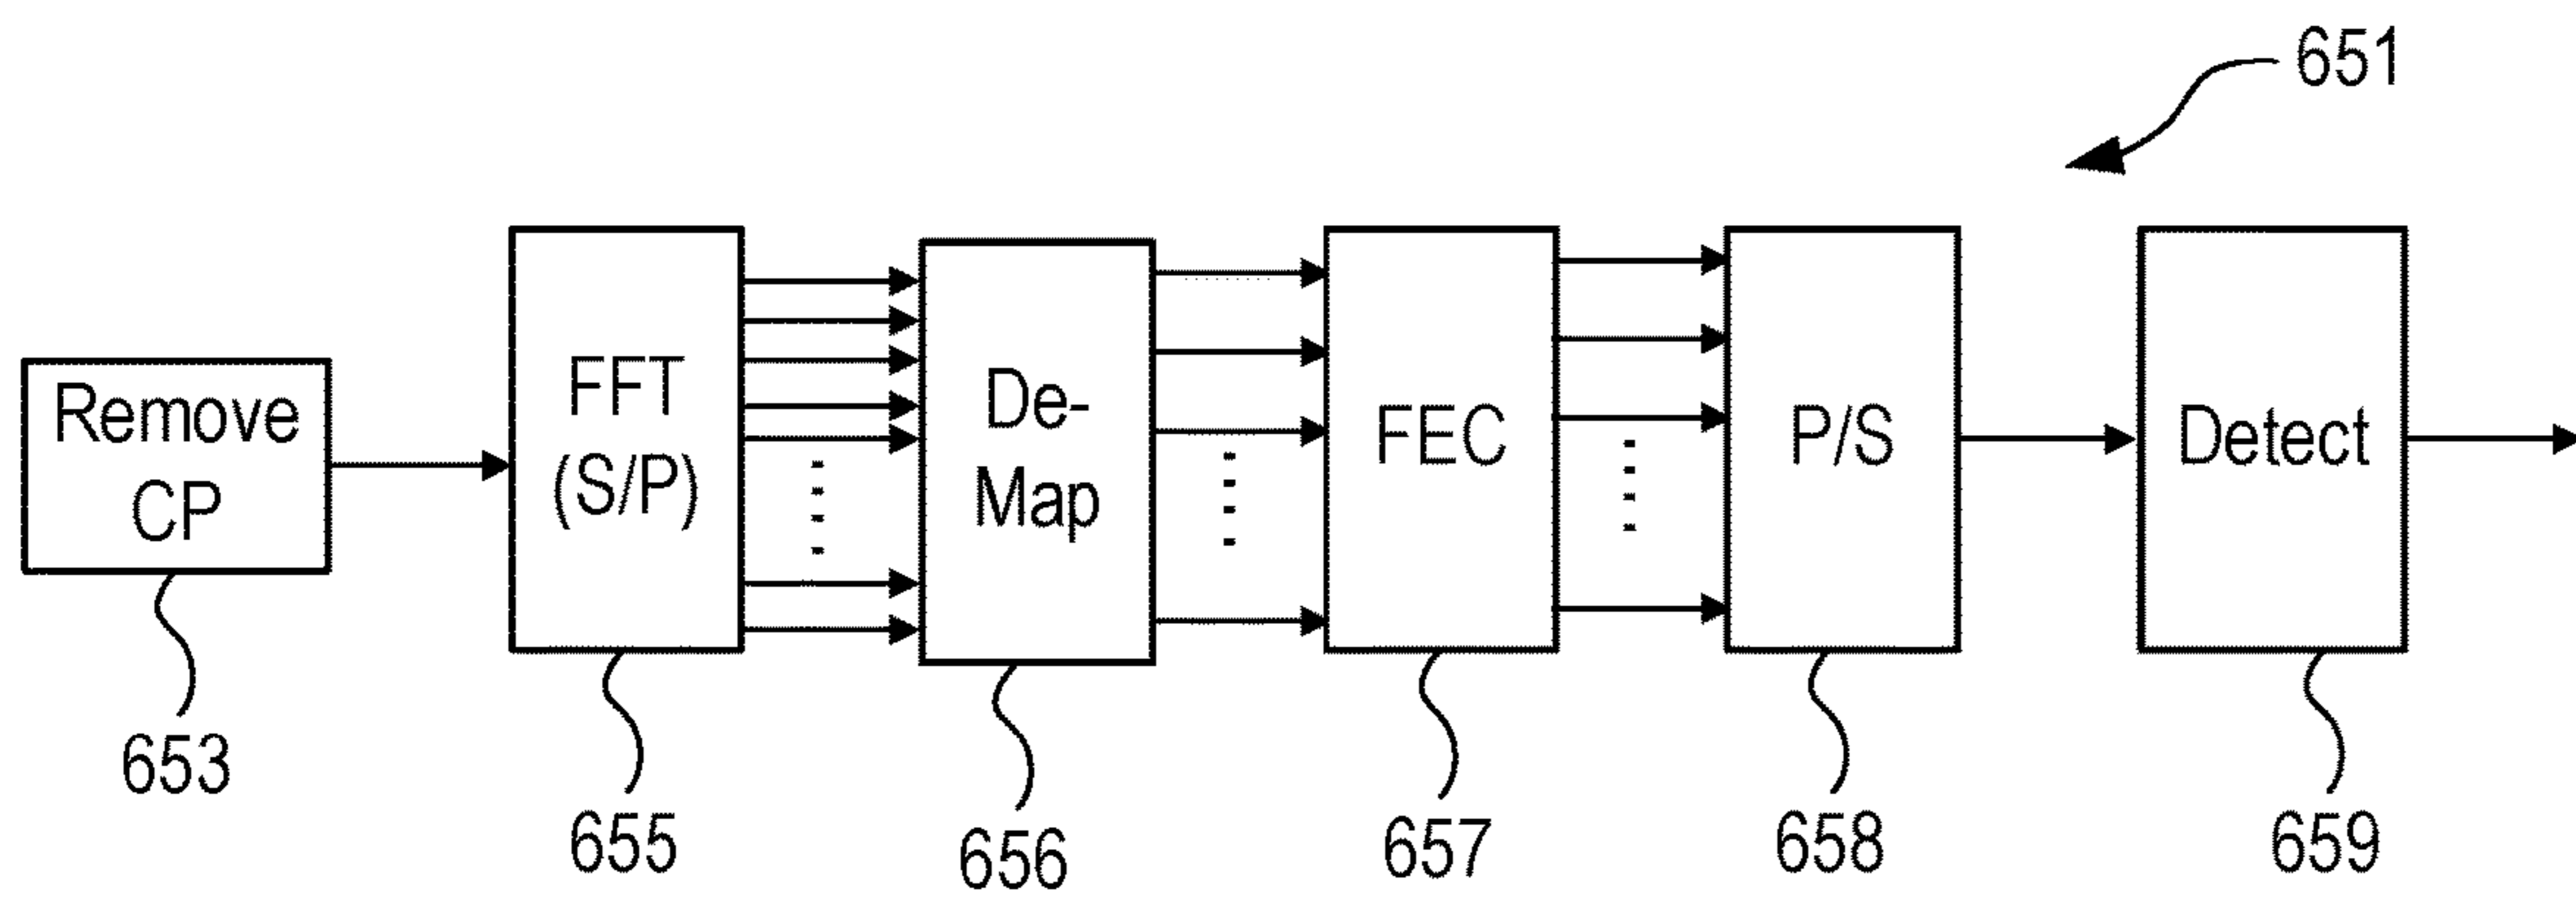 651
Remove
CP
FFT
(S/P)
De-
Map
FEC
P/S
Detect
653
655
656
657
658
659